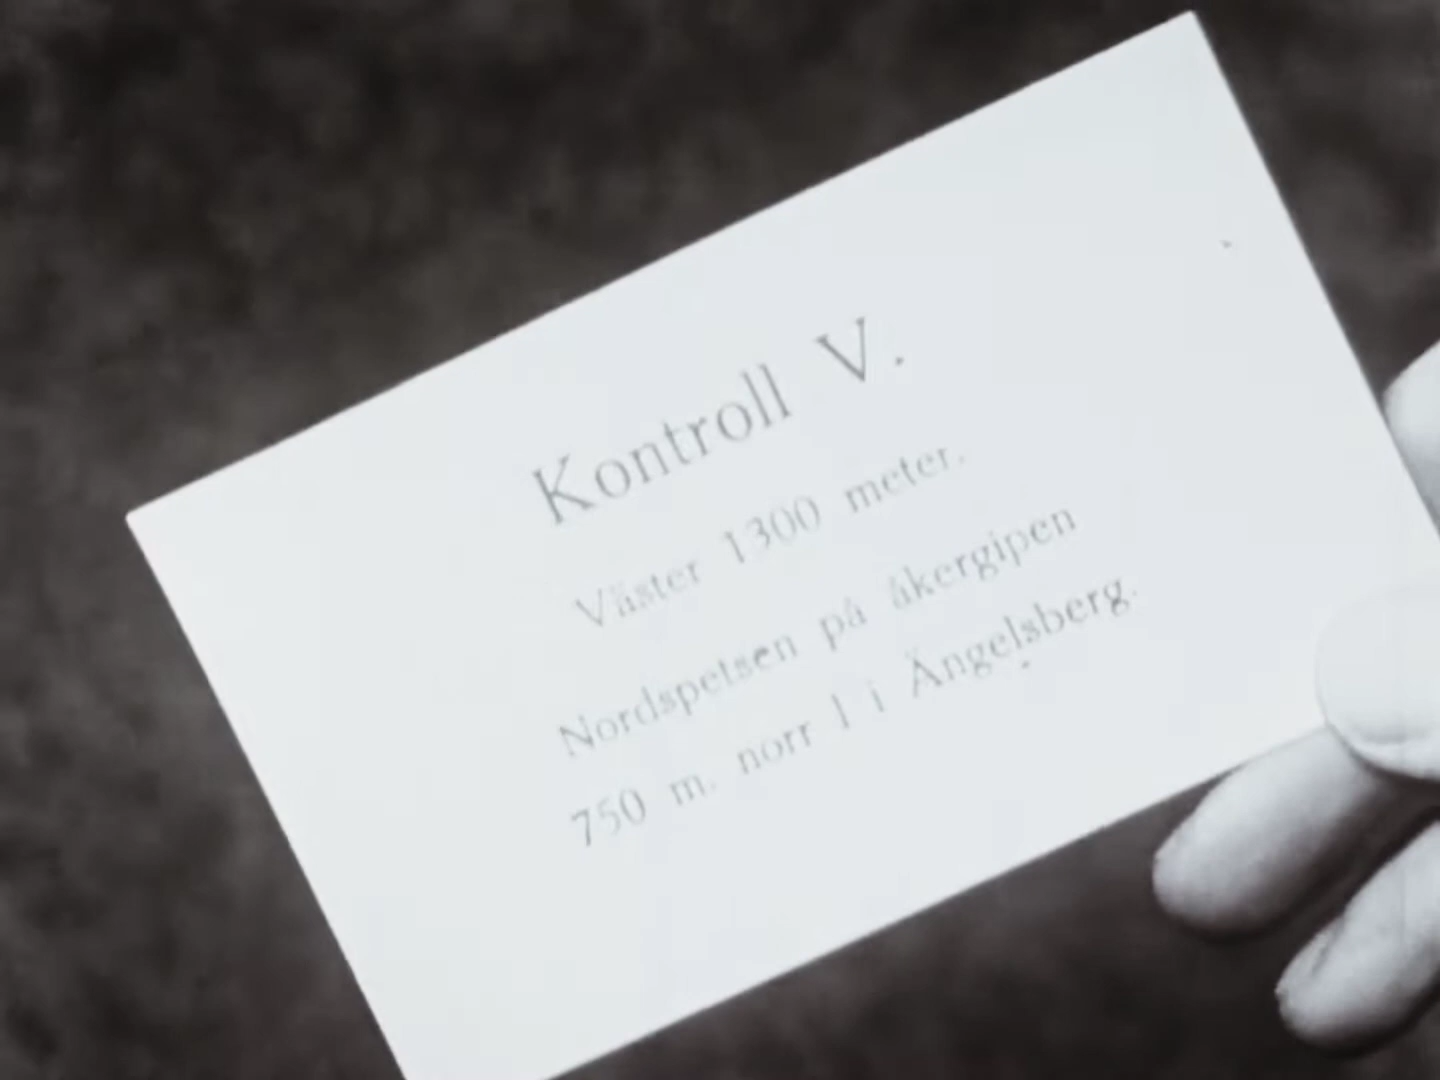 Kontroll V.
Väster 1300 meter.
Nordspetsen på åkergipen
750 m. norr l i Ängelsberg.